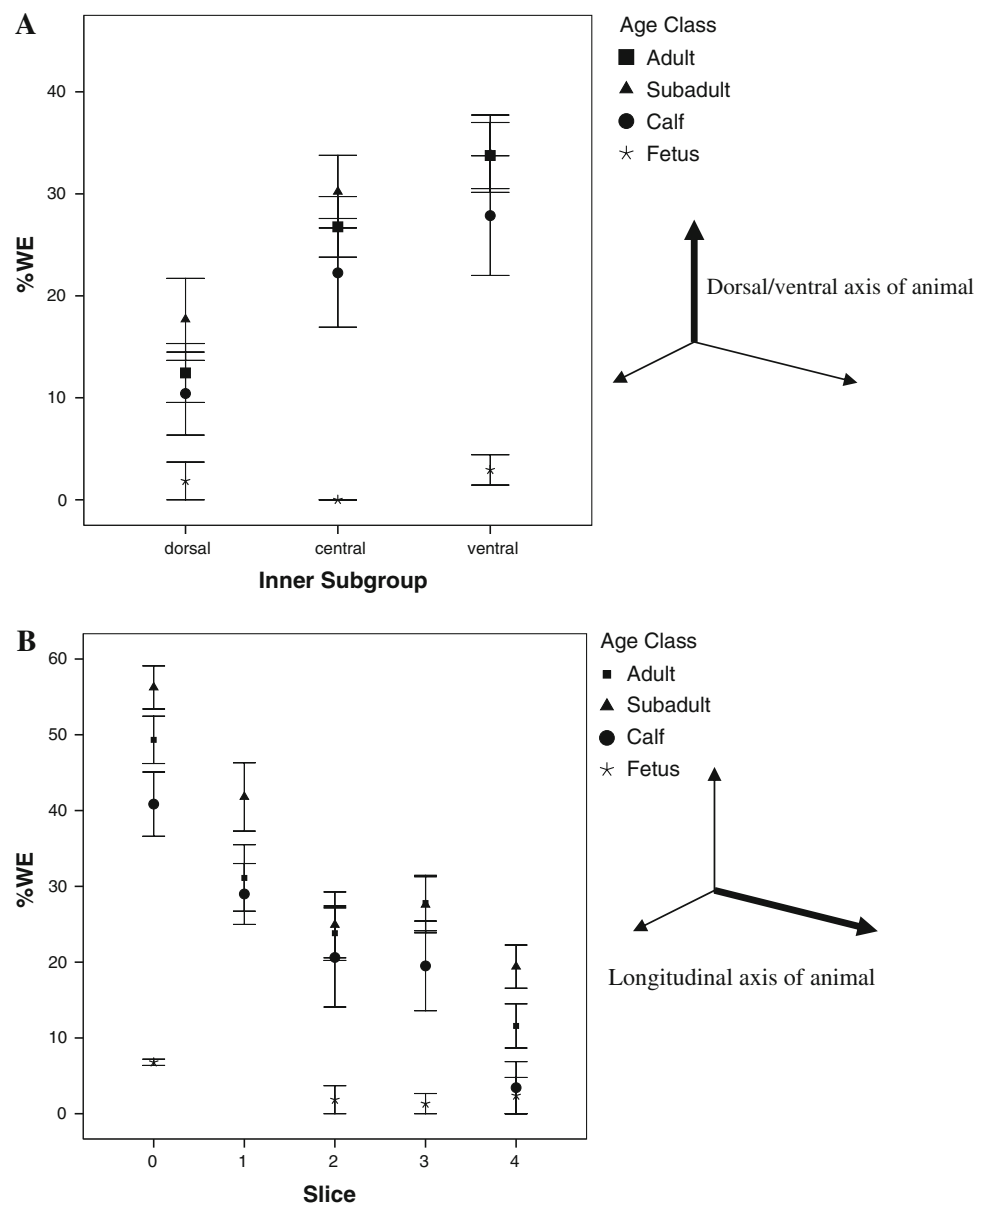 A
Age Class
Adult
Subadult
Calf
Fetus
40
30
20
10
0
%WE
dorsal central ventral
Inner Subgroup
Dorsal/ventral axis of animal
B
Age Class
Adult
Subadult
Calf
Fetus
60
50
40
30
20
10
0
%WE
0 1 2 3 4
Slice
Longitudinal axis of animal